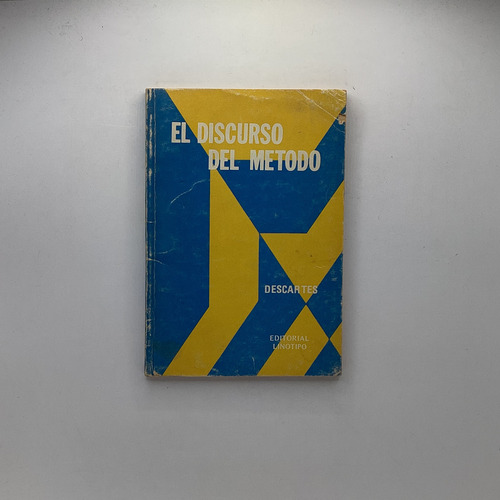 EL DISCURSO
DEL METODO
DESCARTES
EDITORIAL
LINOTIPO